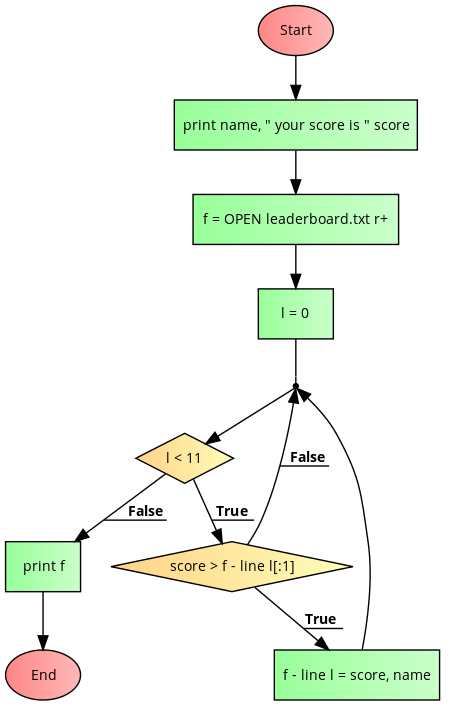 Start
print name, " your score is " score
f = OPEN leaderboard.txt r+
l = 0
l < 11
False
False
True
print f
score > f - line l[:1]
True
End
f - line l = score, name